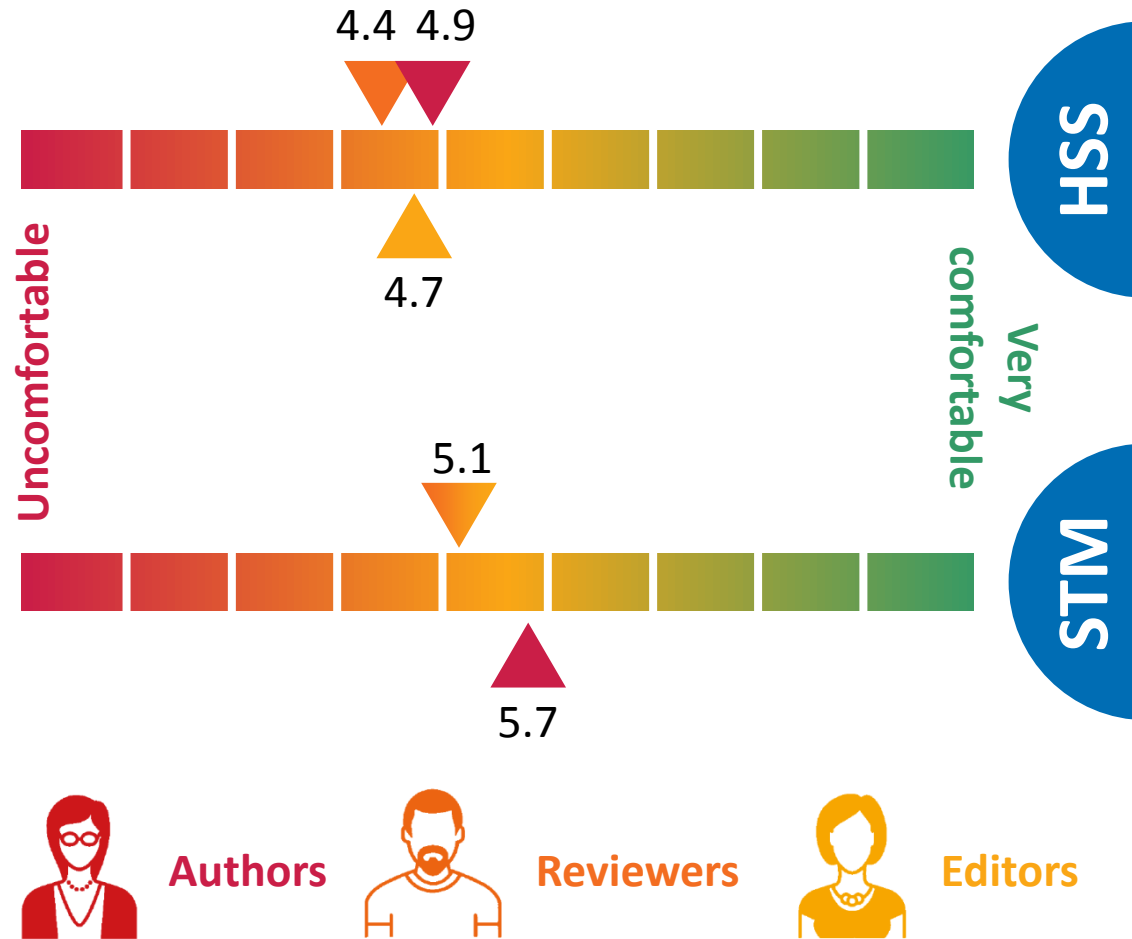 4.4 4.9
HSS
4.7
Uncomfortable
Very
comfortable
5.1
STM
5.7
Authors
Reviewers
Editors